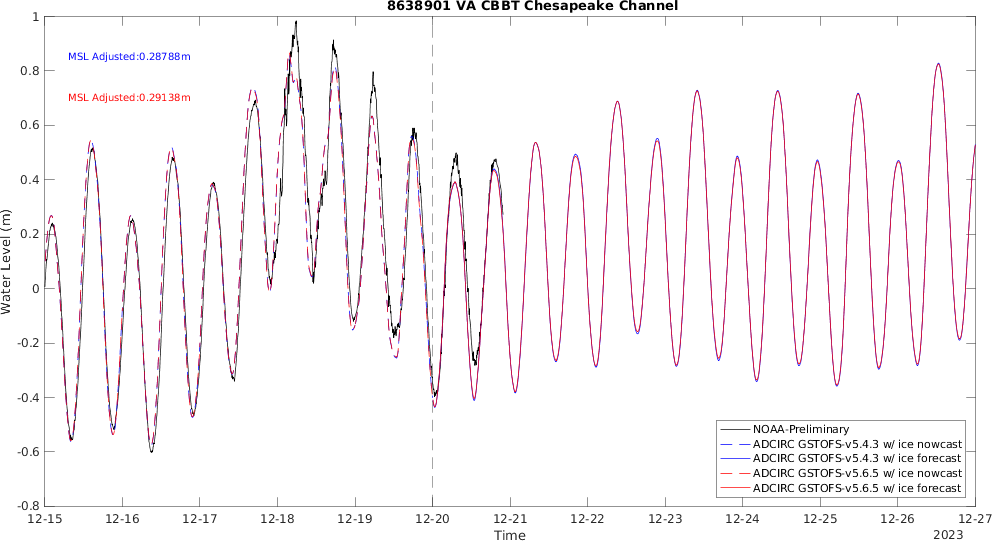 8638901 VA CBBT Chesapeake Channel
MSL Adjusted:0.28788m
MSL Adjusted:0.29138m
Water Level (m)
1
0.8
0.6
0.4
0.2
0
-0.2
-0.4
-0.6
-0.8
NOAA-Preliminary
ADCIRC GSTOFS-v5.4.3 w/ ice nowcast
ADCIRC GSTOFS-v5.4.3 w/ ice forecast
ADCIRC GSTOFS-v5.6.5 w/ ice nowcast
ADCIRC GSTOFS-v5.6.5 w/ ice forecast
12-15 12-16 12-17 12-18 12-19 12-20 12-21 12-22 12-23 12-24 12-25 12-26 12-27
Time
2023